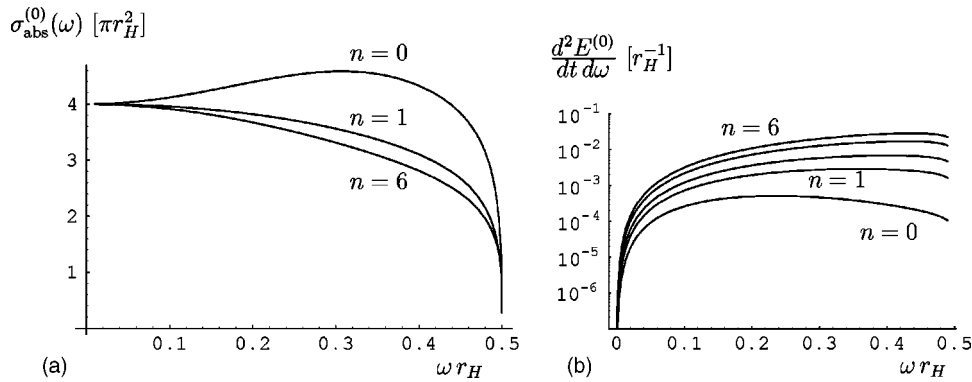 σ_abs^(0)(ω) [πr_H^2]
n = 0
4
n = 1
3
n = 6
2
1
0.1 0.2 0.3 0.4 0.5
(a)
ω r_H
d^2 E^(0) / dt dω [r_H^-1]
10^-1
n = 6
10^-2
10^-3
n = 1
10^-4
n = 0
10^-5
10^-6
0 0.1 0.2 0.3 0.4 0.5
(b)
ω r_H